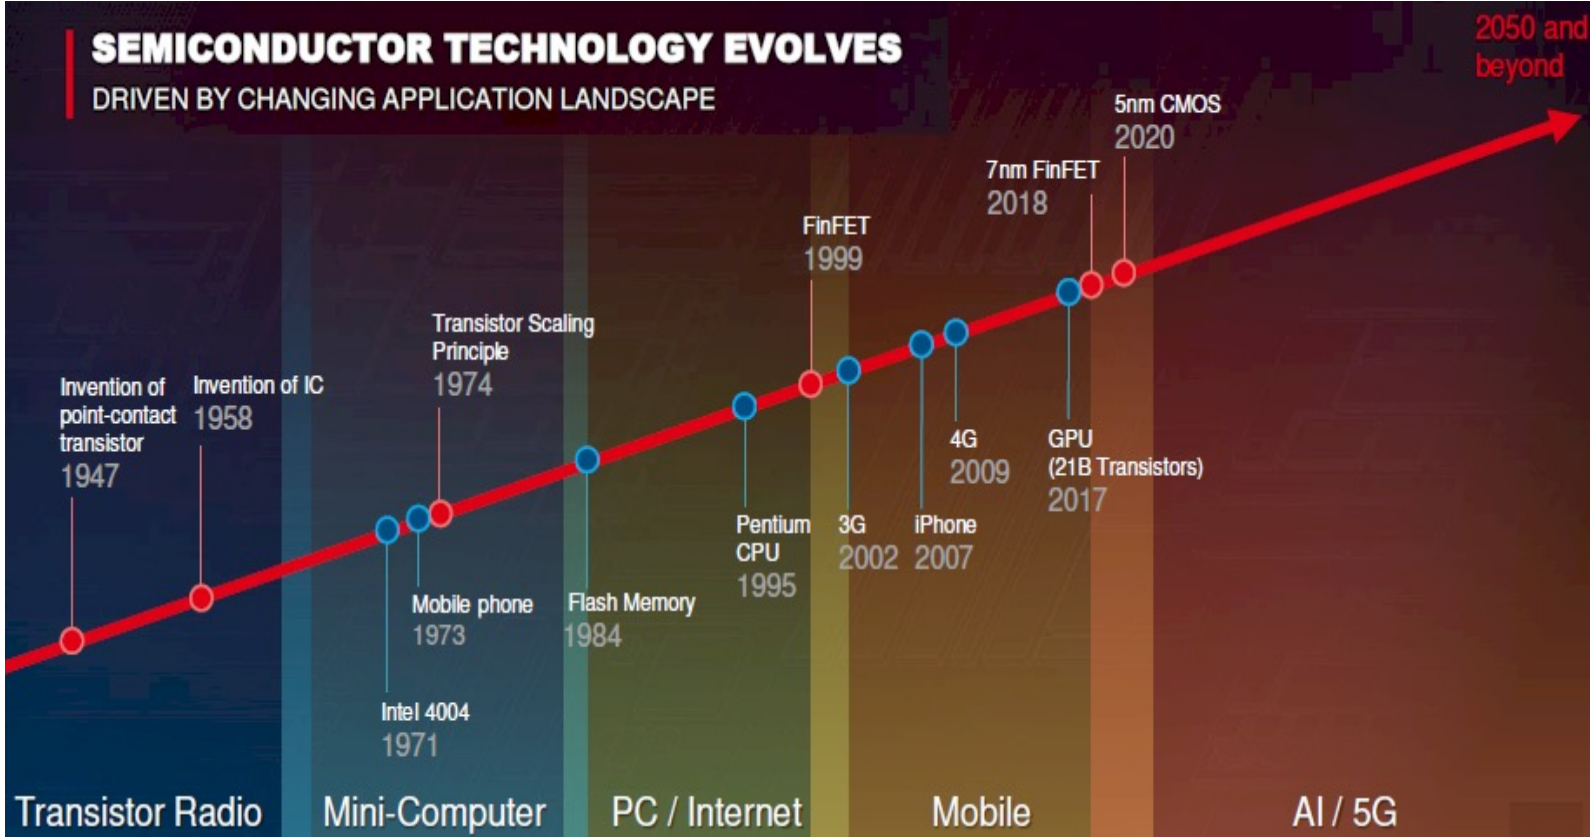 SEMICONDUCTOR TECHNOLOGY EVOLVES
DRIVEN BY CHANGING APPLICATION LANDSCAPE
2050 and
beyond
5nm CMOS
2020
7nm FinFET
2018
FinFET
1999
Transistor Scaling
Principle
1974
Invention of IC
1958
Invention of
point-contact
transistor
1947
Intel 4004
1971
Mobile phone
1973
Flash Memory
1984
Pentium
CPU
1995
3G
2002
iPhone
2007
4G
2009
GPU
(21B Transistors)
2017
Transistor Radio
Mini-Computer
PC / Internet
Mobile
AI / 5G